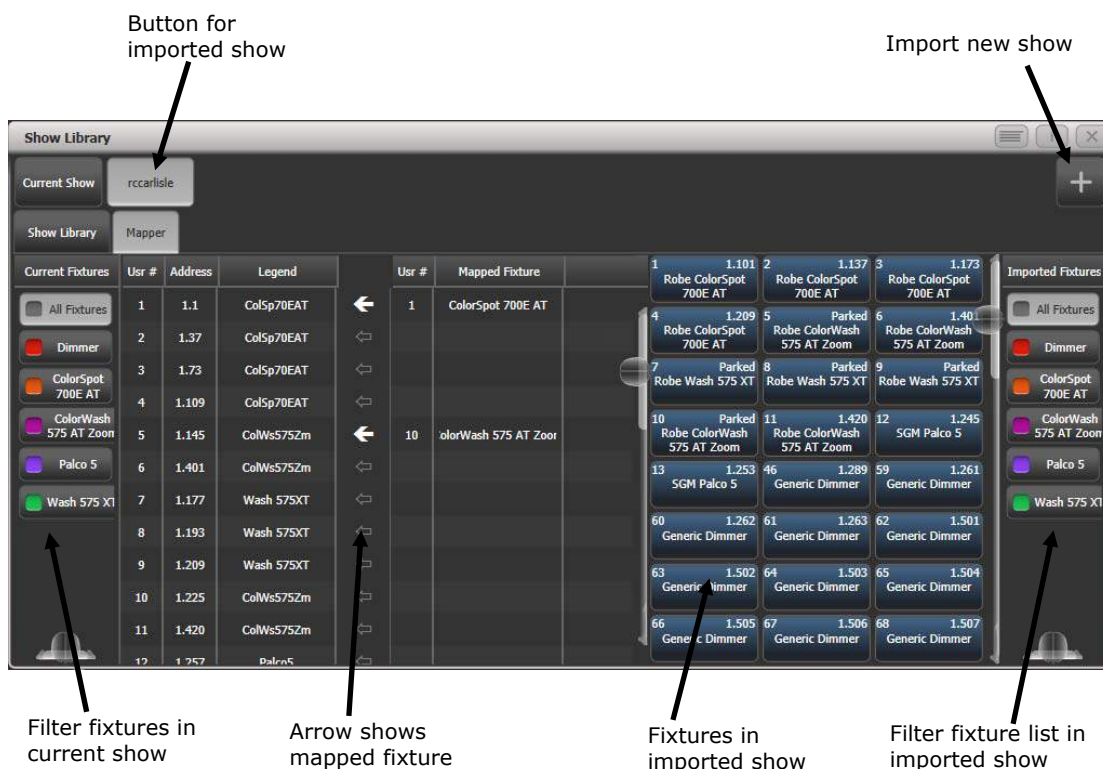 Button for
imported show
Import new show
Show Library
Current Show
rccarlisle
Show Library
Mapper
Current Fixtures
Usr #
Address
Legend
Usr #
Mapped Fixture
Imported Fixtures
All Fixtures
Dimmer
ColorSpot
700E AT
ColorWash
575 AT Zoom
Palco 5
Wash 575 XT
1 1.1 ColSp70EAT 1 ColorSpot 700E AT
2 1.37 ColSp70EAT
3 1.73 ColSp70EAT
4 1.109 ColSp70EAT
5 1.145 ColWs575Zm 10 olorWash 575 AT Zoor
6 1.401 ColWs575Zm
7 1.177 Wash 575XT
8 1.193 Wash 575XT
9 1.209 Wash 575XT
10 1.225 ColWs575Zm
11 1.420 ColWs575Zm
12 1.257 Palco5
1 1.101
Robe ColorSpot
700E AT
2 1.137
Robe ColorSpot
700E AT
3 1.173
Robe ColorSpot
700E AT
4 1.209
Robe ColorSpot
700E AT
5 Parked
Robe ColorWash
575 AT Zoom
6 1.401
Robe ColorWash
575 AT Zoom
7 Parked
Robe Wash 575 XT
8 Parked
Robe Wash 575 XT
9 Parked
Robe Wash 575 XT
10 Parked
Robe ColorWash
575 AT Zoom
11 1.420
Robe ColorWash
575 AT Zoom
12 1.245
SGM Palco 5
13 1.253
SGM Palco 5
46 1.289
Generic Dimmer
59 1.261
Generic Dimmer
60 1.262
Generic Dimmer
61 1.263
Generic Dimmer
62 1.501
Generic Dimmer
63 1.502
Generic Dimmer
64 1.503
Generic Dimmer
65 1.504
Generic Dimmer
66 1.505
Generic Dimmer
67 1.506
Generic Dimmer
68 1.507
Generic Dimmer
All Fixtures
Dimmer
ColorSpot
700E AT
ColorWash
575 AT Zoom
Palco 5
Wash 575 XT
Filter fixtures in
current show
Arrow shows
mapped fixture
Fixtures in
imported show
Filter fixture list in
imported show